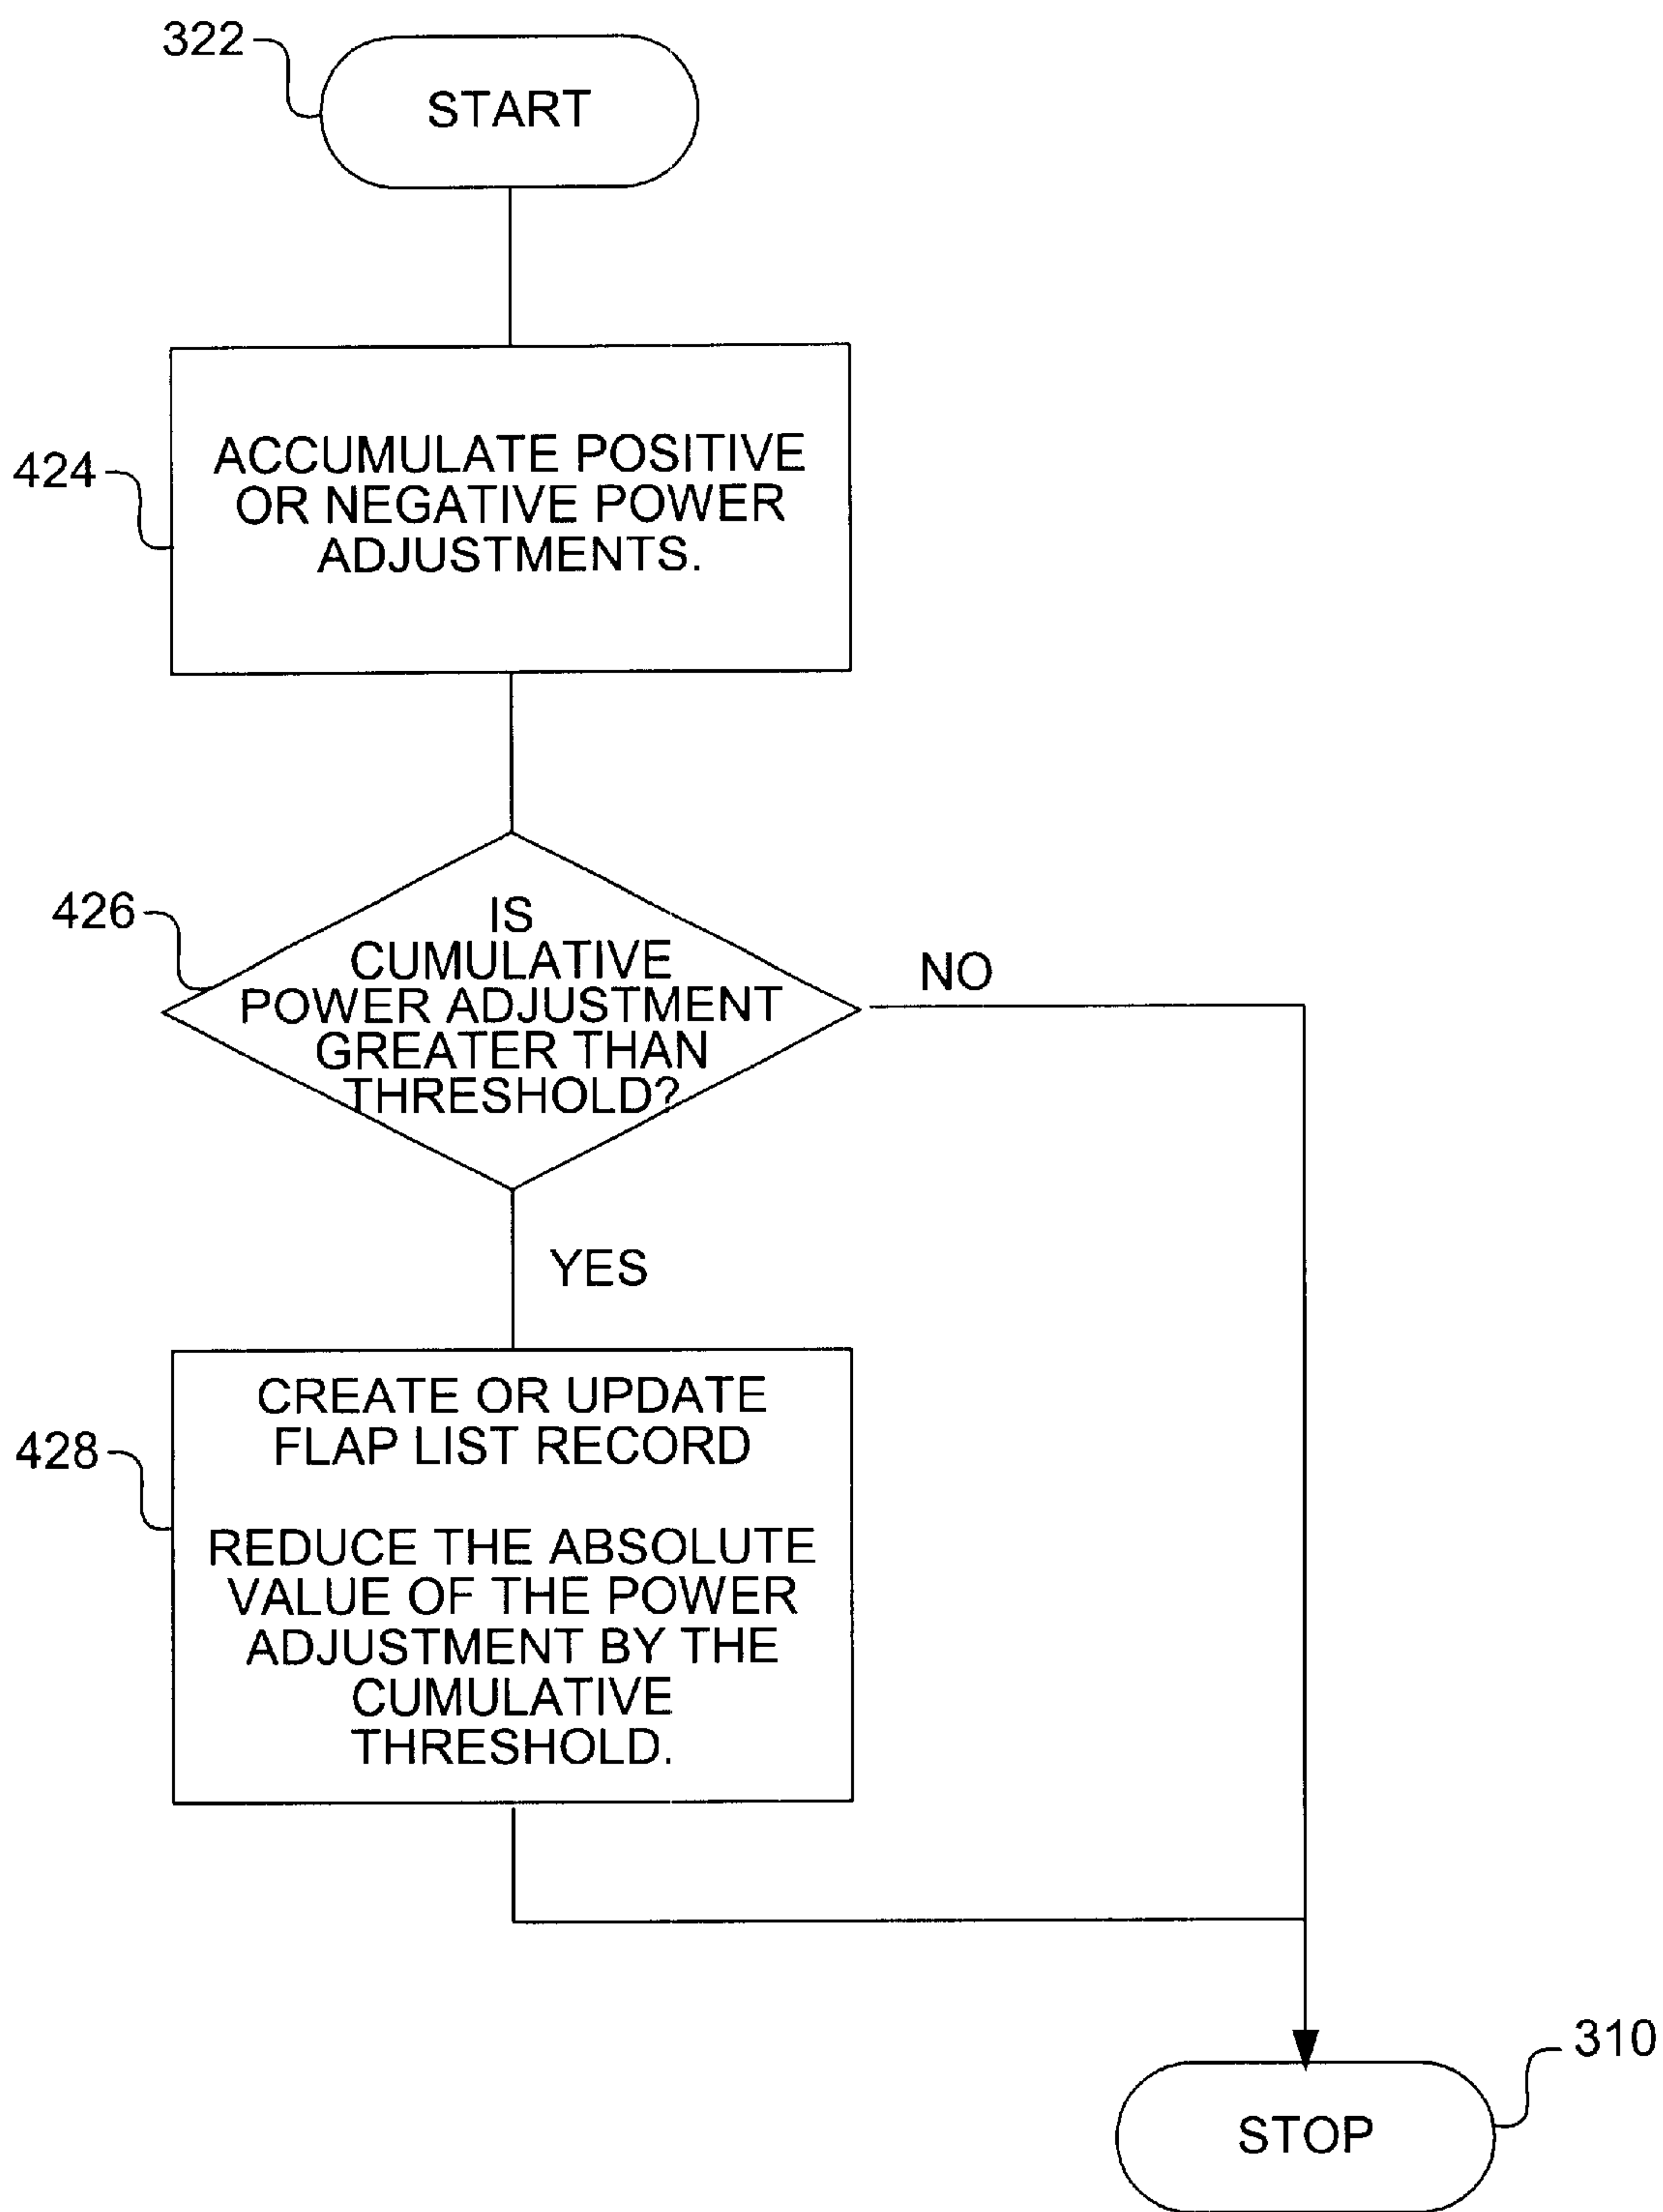 322
START
424
ACCUMULATE POSITIVE
OR NEGATIVE POWER
ADJUSTMENTS.
426
IS
CUMULATIVE
POWER ADJUSTMENT
GREATER THAN
THRESHOLD?
NO
YES
428
CREATE OR UPDATE
FLAP LIST RECORD
REDUCE THE ABSOLUTE
VALUE OF THE POWER
ADJUSTMENT BY THE
CUMULATIVE
THRESHOLD.
310
STOP